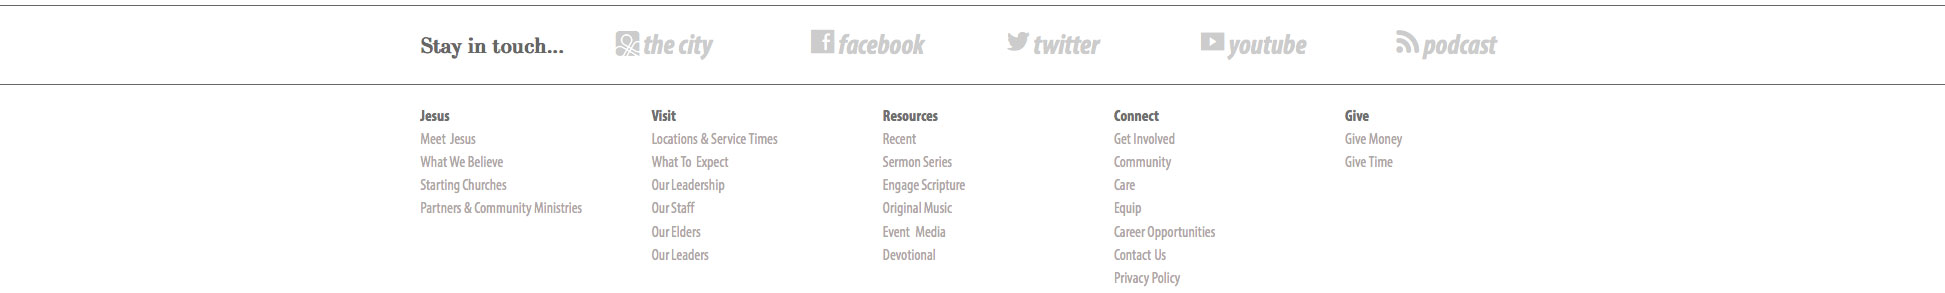 Stay in touch... the city facebook twitter youtube podcast
Jesus
Meet Jesus
What We Believe
Starting Churches
Partners & Community Ministries
Visit
Locations & Service Times
What To Expect
Our Leadership
Our Staff
Our Elders
Our Leaders
Resources
Recent
Sermon Series
Engage Scripture
Original Music
Event Media
Devotional
Connect
Get Involved
Community
Care
Equip
Career Opportunities
Contact Us
Privacy Policy
Give
Give Money
Give Time